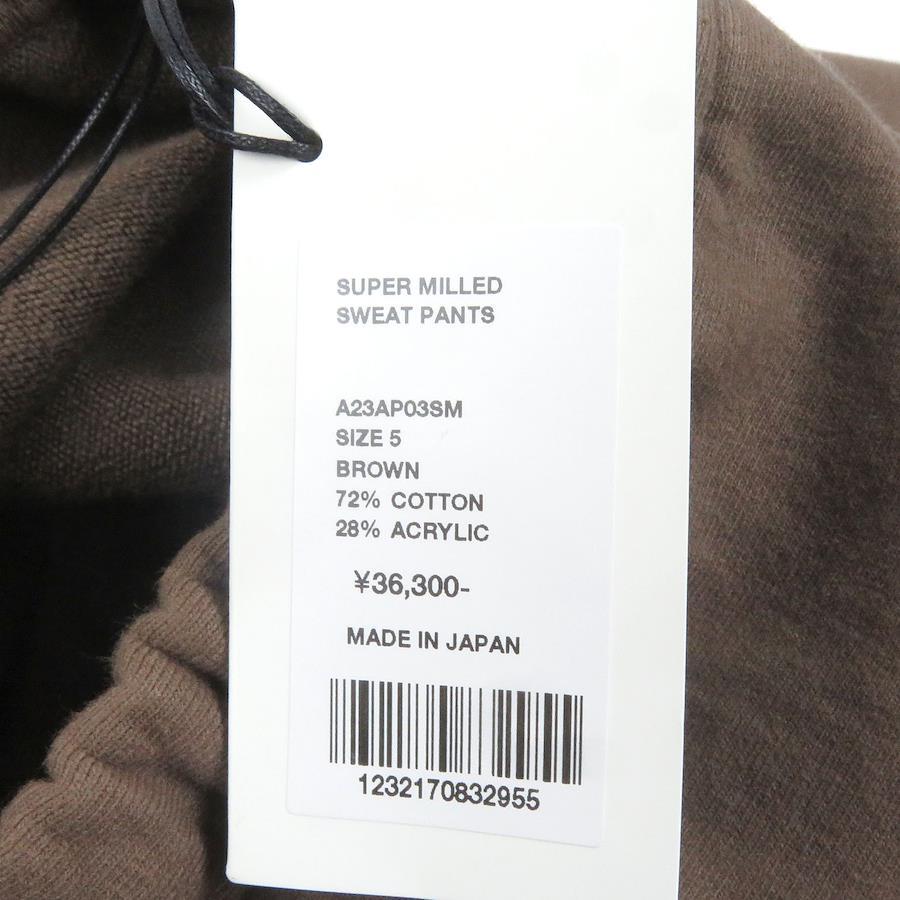 SUPER MILLED
SWEAT PANTS
A23AP03SM
SIZE 5
BROWN
72% COTTON
28% ACRYLIC
¥36,300-
MADE IN JAPAN
1232170832955